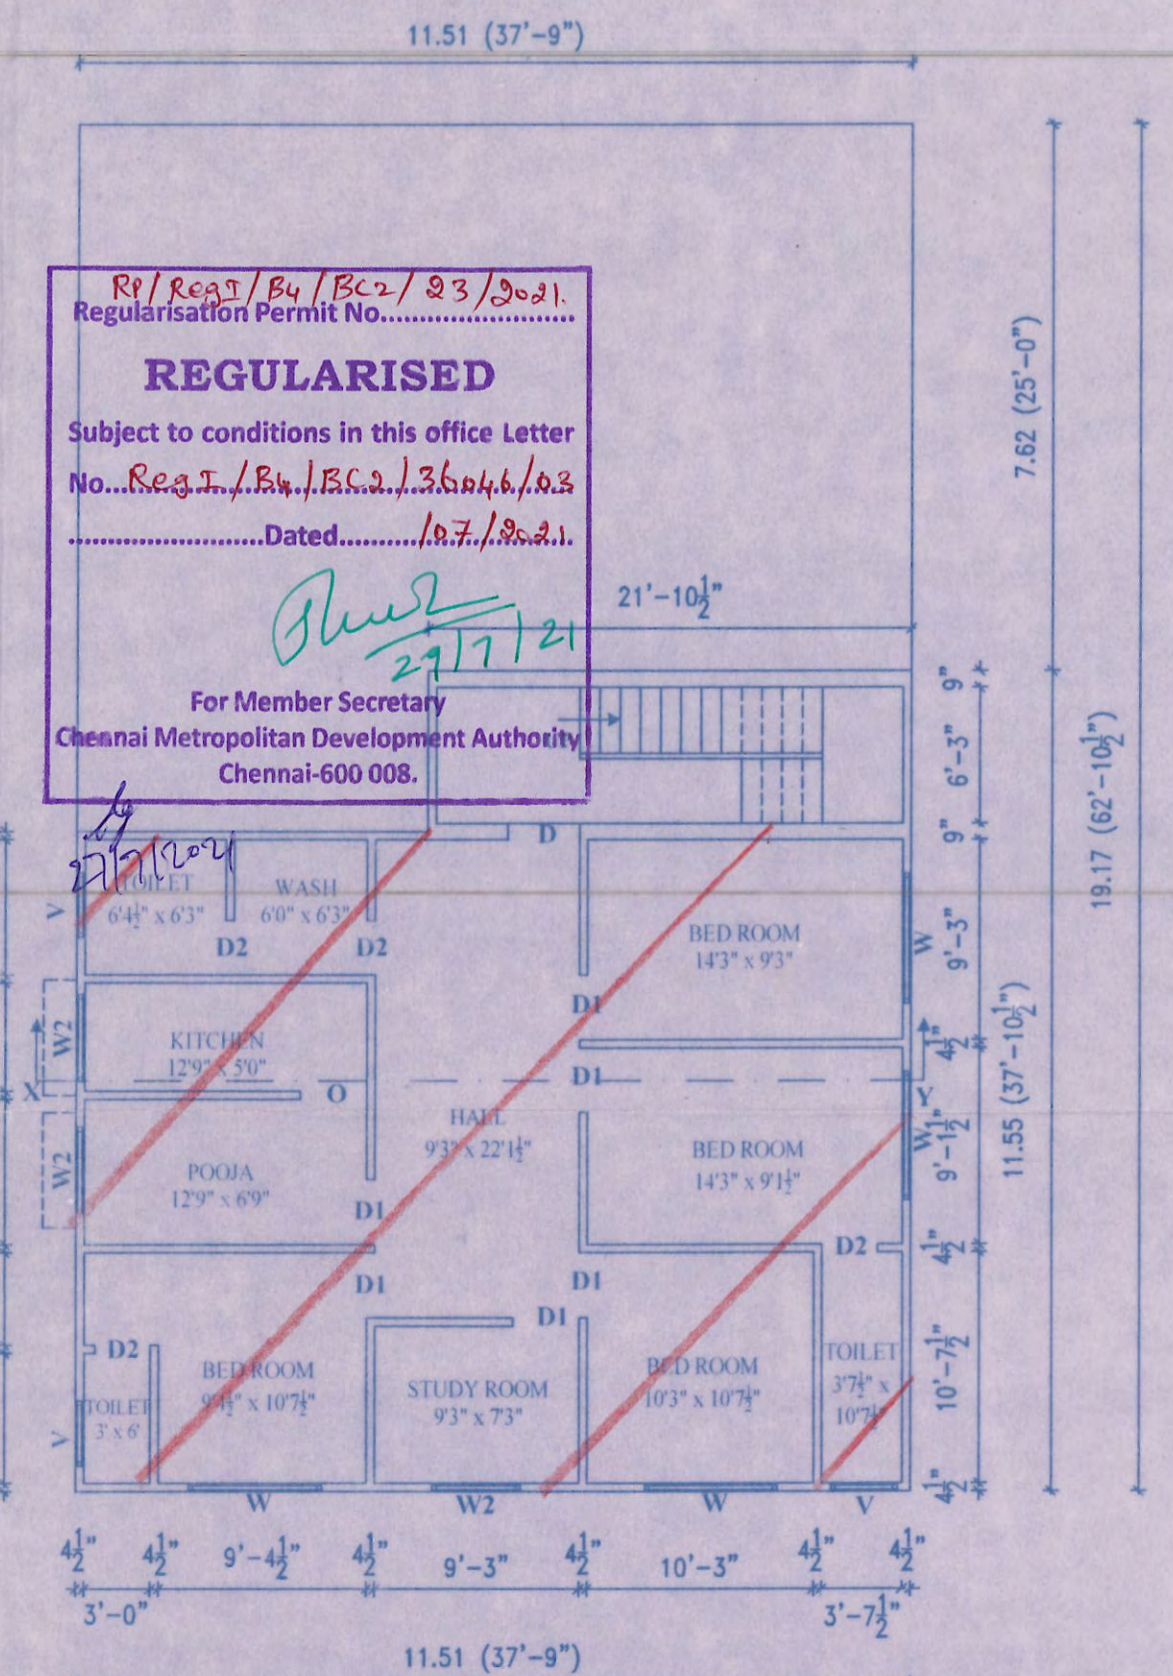 11.51 (37'-9")
RP/RegI/B4/BC2/23/2021.
Regularisation Permit No.........................
REGULARISED
Subject to conditions in this office Letter
No...RegI/B4/BC2/36046/03
.........................Dated........../07/2021.
29/7/21
For Member Secretary
Chennai Metropolitan Development Authority
Chennai-600 008.
27/7/2021
7.62 (25'-0")
21'-10½"
9"
6'-3"
9"
19.17 (62'-10½")
D
TOILET
6'4½" x 6'3"
WASH
6'0" x 6'3"
V
D2
D2
BED ROOM
14'3" x 9'3"
W
9'-3"
D1
KITCHEN
12'9" x 5'0"
W2
4½"
11.55 (37'-10½")
D1
X
O
Y
HALL
9'3" x 22'1½"
W2
POOJA
12'9" x 6'9"
BED ROOM
14'3" x 9'1½"
W
9'-1½"
D1
D2
4½"
D1
D1
D1
D2
BED ROOM
9'4½" x 10'7½"
TOILET
3' x 6'
STUDY ROOM
9'3" x 7'3"
BED ROOM
10'3" x 10'7½"
TOILET
3'7½" x
10'7½"
10'-7½"
V
W
W2
W
V
4½"
4½"
4½"
9'-4½"
4½"
9'-3"
4½"
10'-3"
4½"
4½"
3'-0"
3'-7½"
11.51 (37'-9")